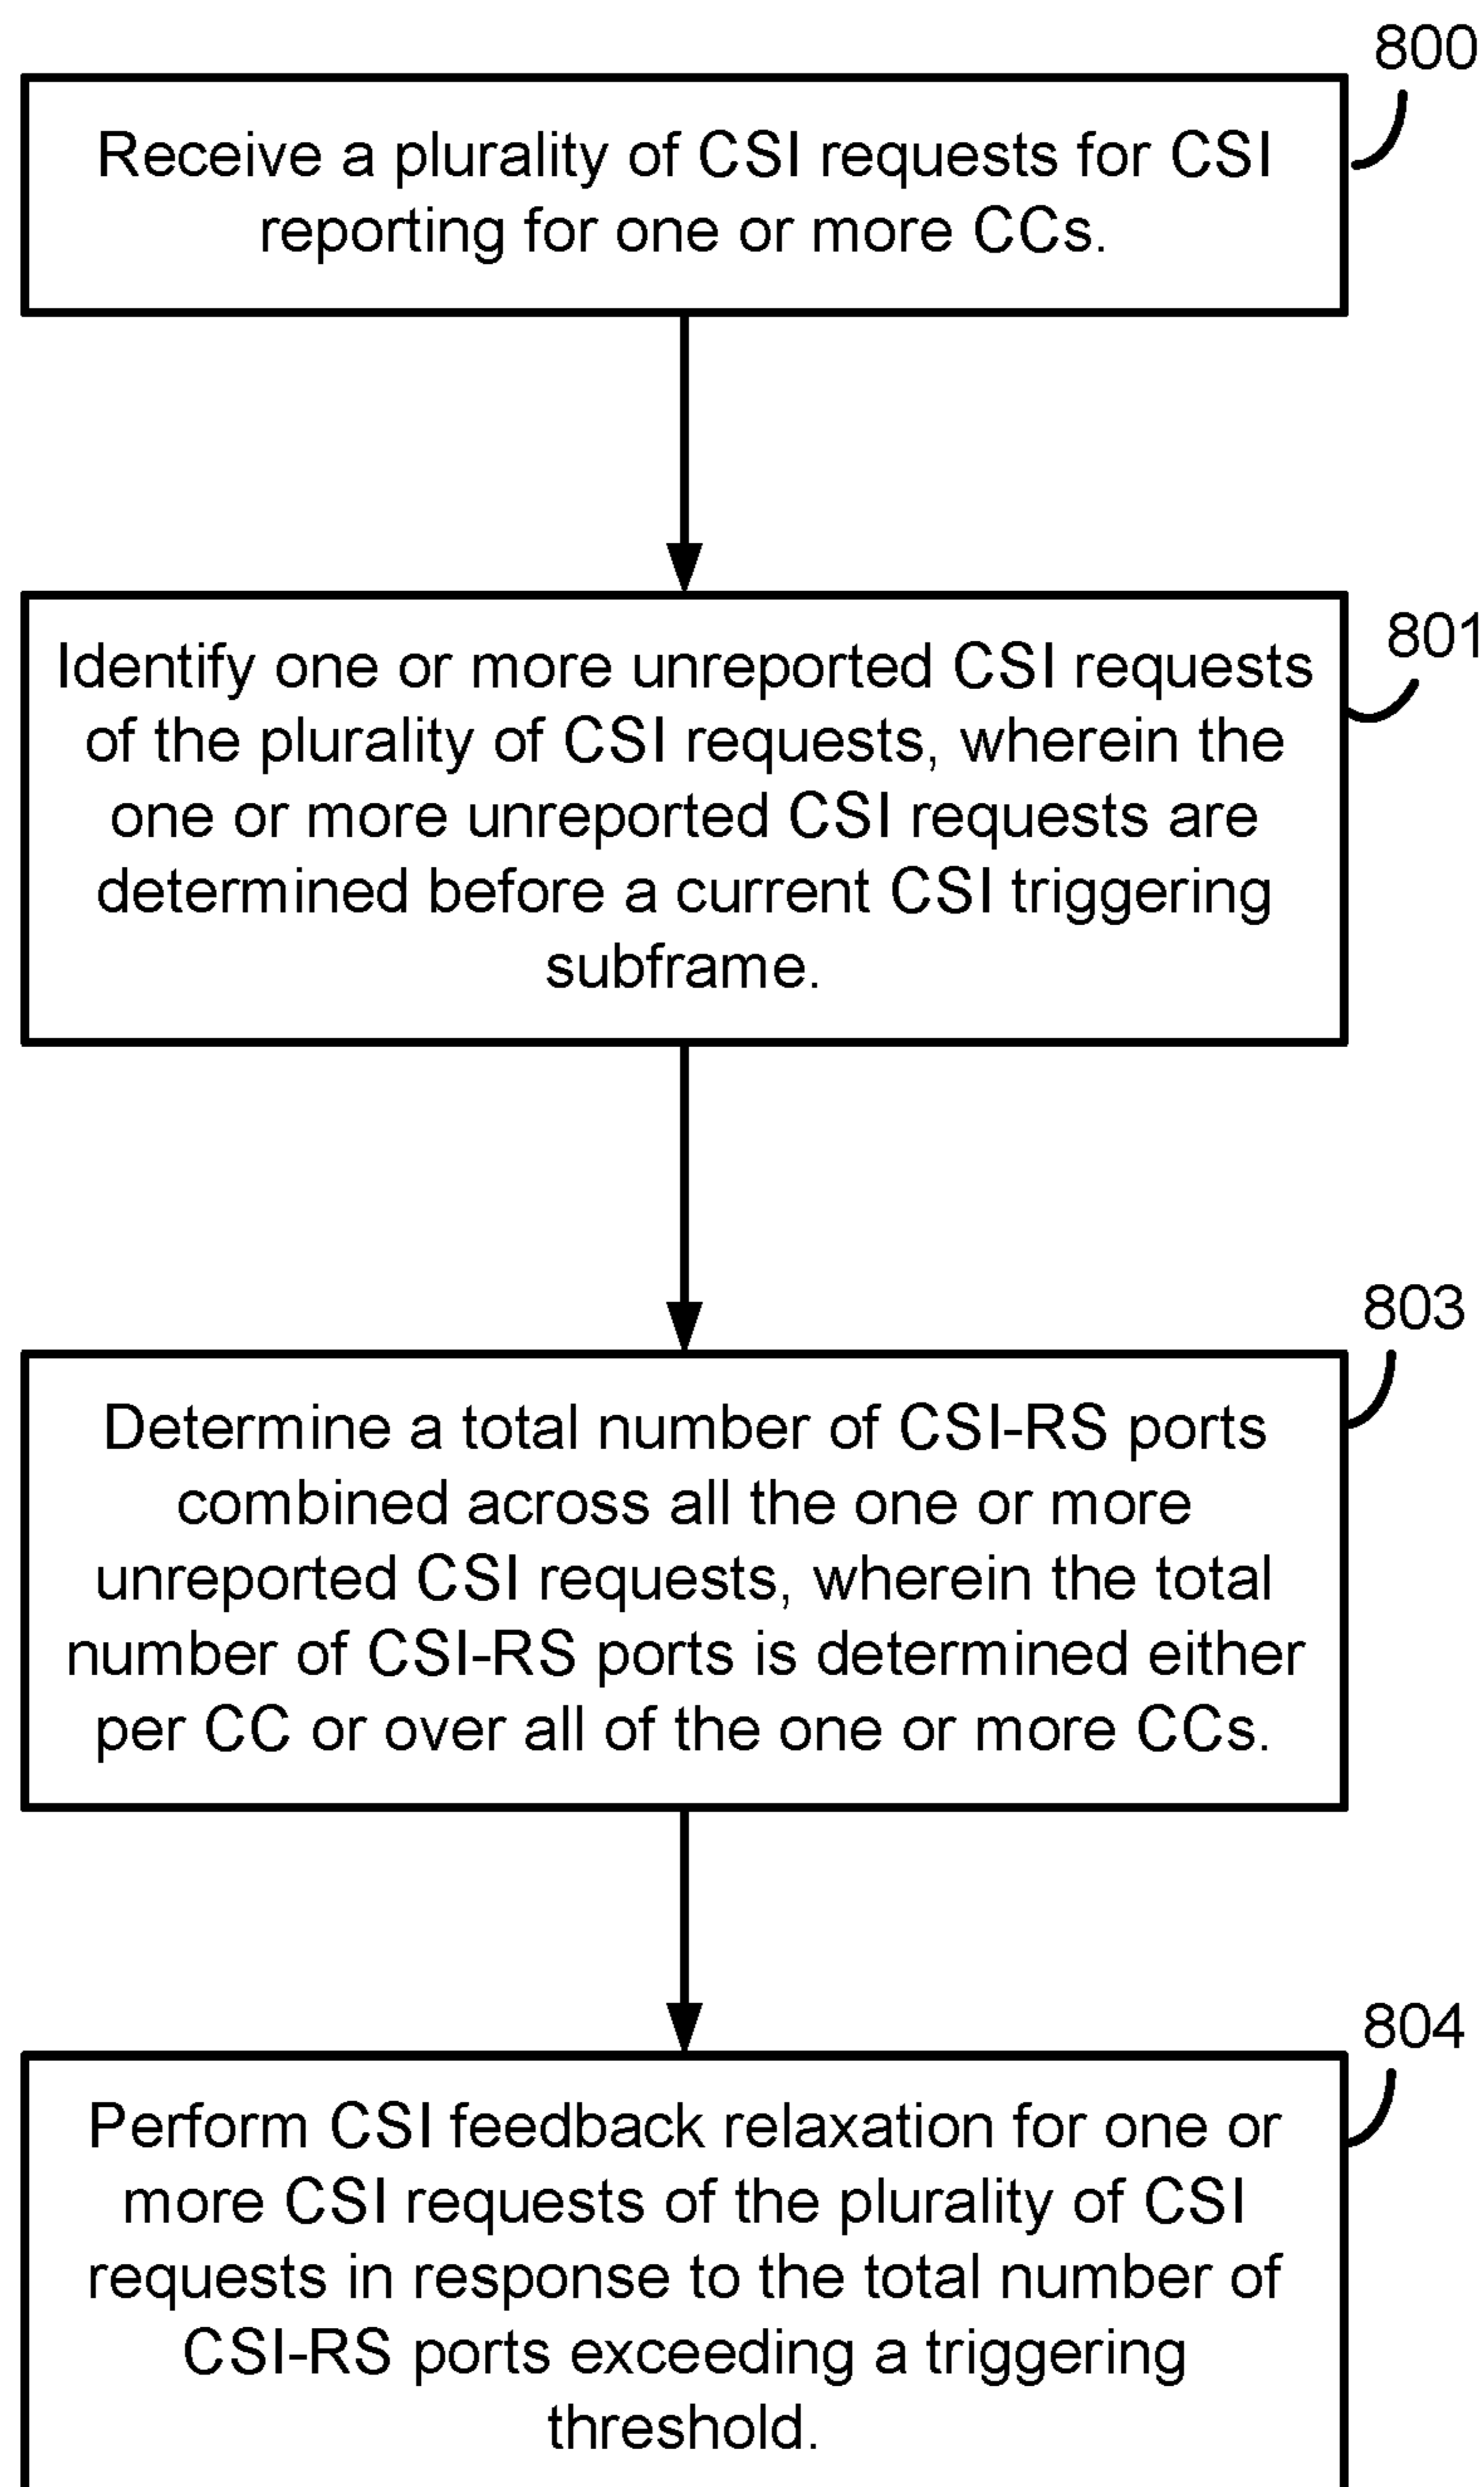 800
Receive a plurality of CSI requests for CSI
reporting for one or more CCs.
801
Identify one or more unreported CSI requests
of the plurality of CSI requests, wherein the
one or more unreported CSI requests are
determined before a current CSI triggering
subframe.
803
Determine a total number of CSI-RS ports
combined across all the one or more
unreported CSI requests, wherein the total
number of CSI-RS ports is determined either
per CC or over all of the one or more CCs.
804
Perform CSI feedback relaxation for one or
more CSI requests of the plurality of CSI
requests in response to the total number of
CSI-RS ports exceeding a triggering
threshold.